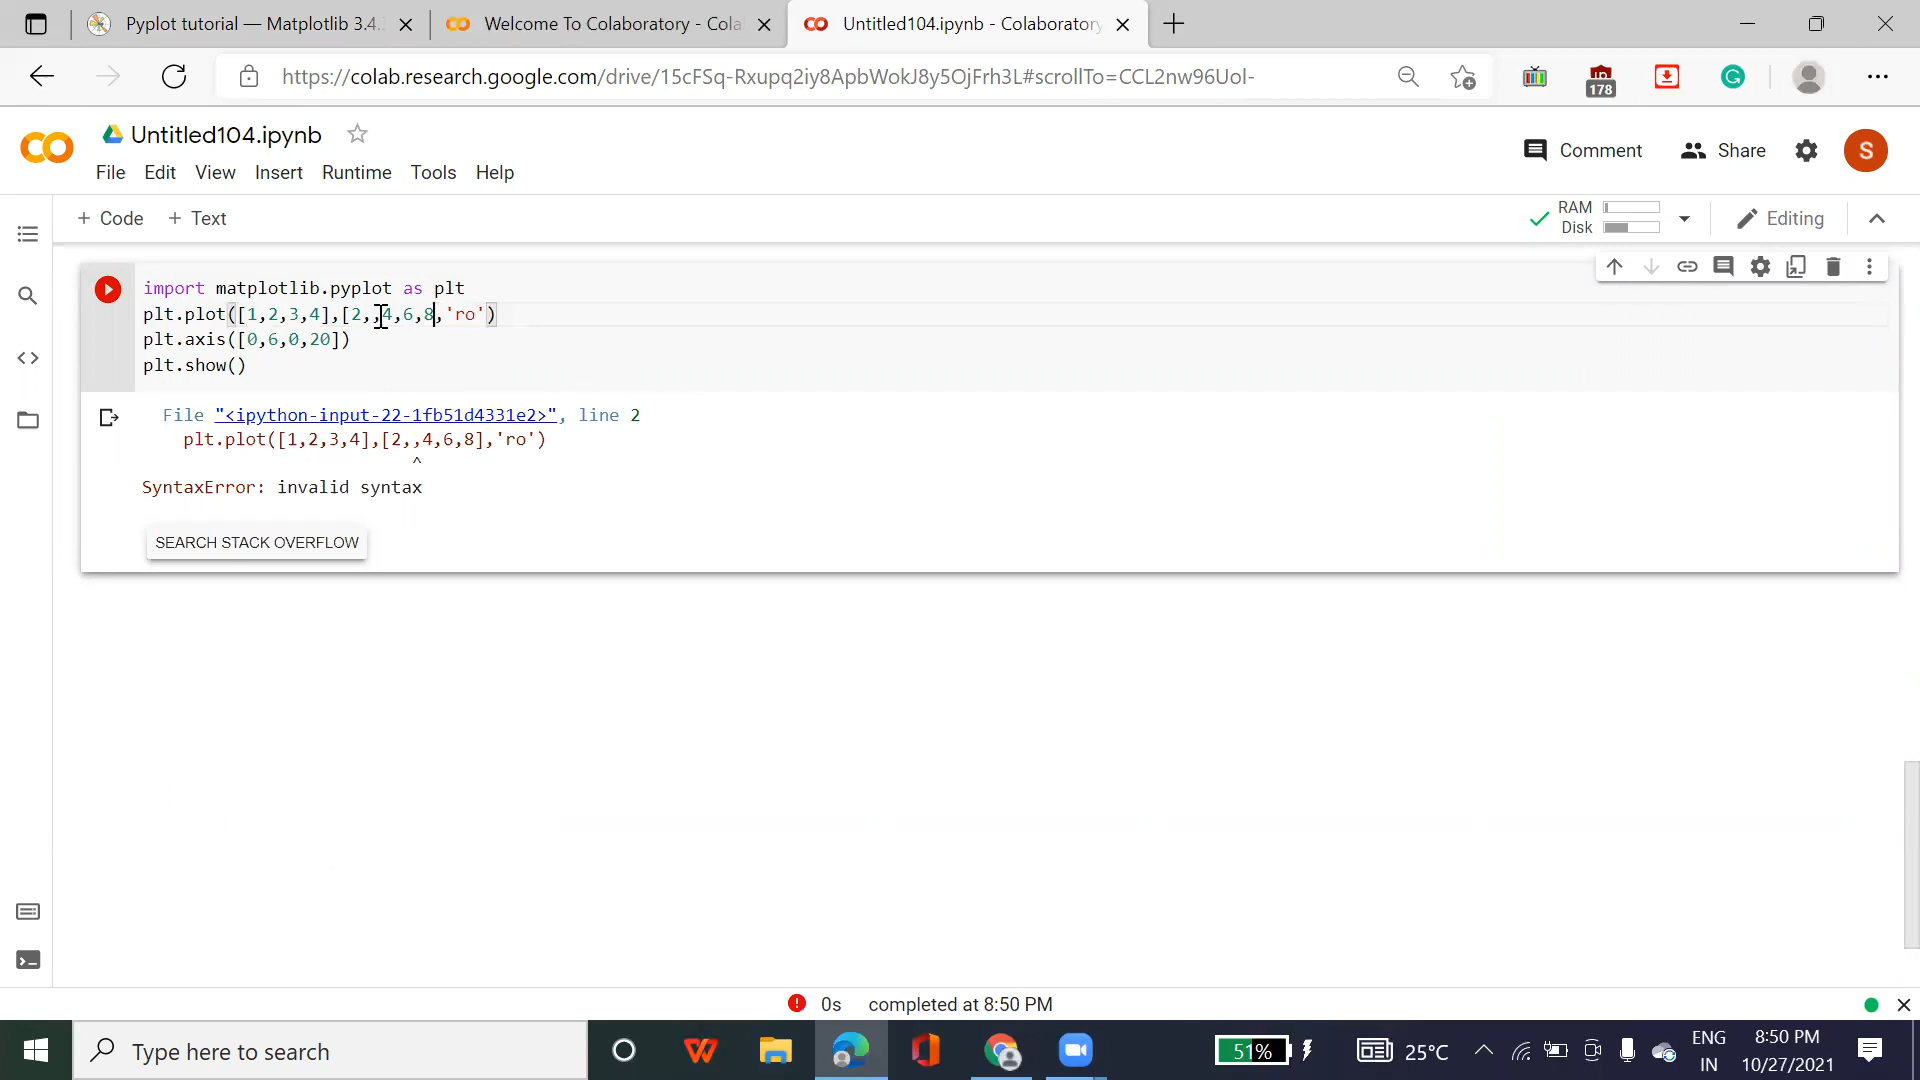 Pyplot tutorial — Matplotlib 3.4.
Welcome To Colaboratory - Cola
Untitled104.ipynb - Colaboratory
https://colab.research.google.com/drive/15cFSq-Rxupq2iy8ApbWokJ8y5OjFrh3L#scrollTo=CCL2nw96Uol-
178
Untitled104.ipynb
File Edit View Insert Runtime Tools Help
Comment
Share
S
+ Code + Text
RAM
Disk
Editing
import matplotlib.pyplot as plt
plt.plot([1,2,3,4],[2,,4,6,8,'ro')
plt.axis([0,6,0,20])
plt.show()
File "<ipython-input-22-1fb51d4331e2>", line 2
plt.plot([1,2,3,4],[2,,4,6,8],'ro')
^
SyntaxError: invalid syntax
SEARCH STACK OVERFLOW
0s completed at 8:50 PM
Type here to search
51%
25°C
ENG
IN
8:50 PM
10/27/2021